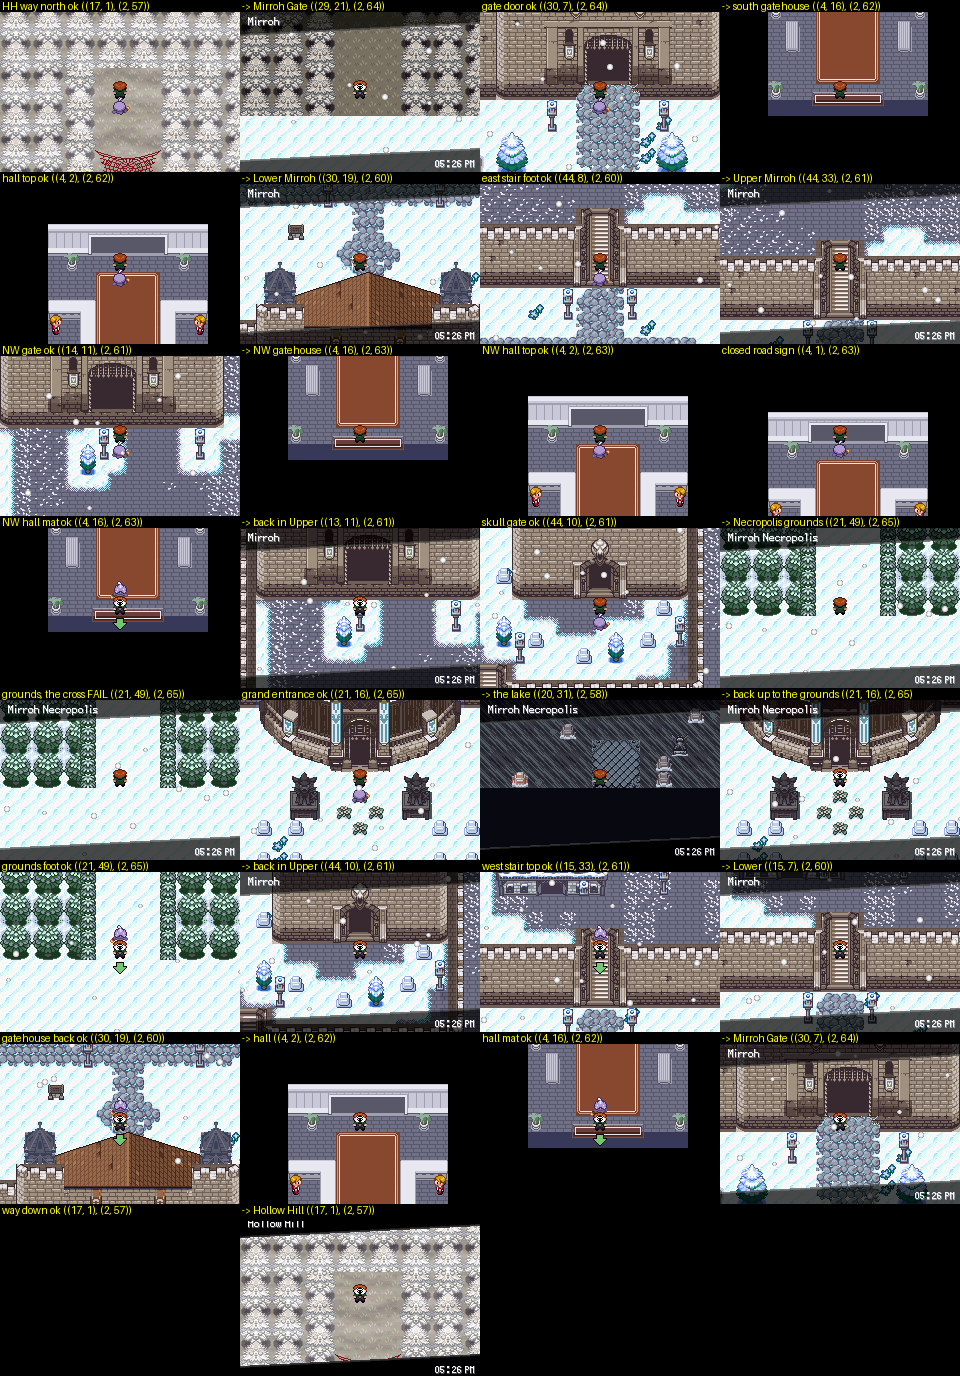 HH way north ok ((17, 1), (2, 57))
-> Mirroh Gate ((29, 21), (2, 64))
gate door ok ((30, 7), (2, 64))
-> south gatehouse ((4, 16), (2, 62))
Mirroh
05:26 PM
hall top ok ((4, 2), (2, 62))
-> Lower Mirroh ((30, 19), (2, 60))
east stair foot ok ((44, 8), (2, 60))
-> Upper Mirroh ((44, 33), (2, 61))
Mirroh
Mirroh
05:26 PM
05:26 PM
NW gate ok ((14, 11), (2, 61))
-> NW gatehouse ((4, 16), (2, 63))
NW hall top ok ((4, 2), (2, 63))
closed road sign ((4, 1), (2, 63))
NW hall mat ok ((4, 16), (2, 63))
-> back in Upper ((13, 11), (2, 61))
skull gate ok ((44, 10), (2, 61))
-> Necropolis grounds ((21, 49), (2, 65))
Mirroh
Mirroh Necropolis
05:26 PM
05:26 PM
grounds, the cross FAIL ((21, 49), (2, 65))
grand entrance ok ((21, 16), (2, 65))
-> the lake ((20, 31), (2, 58))
-> back up to the grounds ((21, 16), (2, 65
Mirroh Necropolis
Mirroh Necropolis
Mirroh Necropolis
05:26 PM
05:26 PM
05:26 PM
grounds foot ok ((21, 49), (2, 65))
-> back in Upper ((44, 10), (2, 61))
west stair top ok ((15, 33), (2, 61))
-> Lower ((15, 7), (2, 60))
Mirroh
Mirroh
05:26 PM
05:26 PM
gatehouse back ok ((30, 19), (2, 60))
-> hall ((4, 2), (2, 62))
hall mat ok ((4, 16), (2, 62))
-> Mirroh Gate ((30, 7), (2, 64))
Mirroh
05:26 PM
way down ok ((17, 1), (2, 57))
-> Hollow Hill ((17, 1), (2, 57))
Hollow Hill
05:26 PM